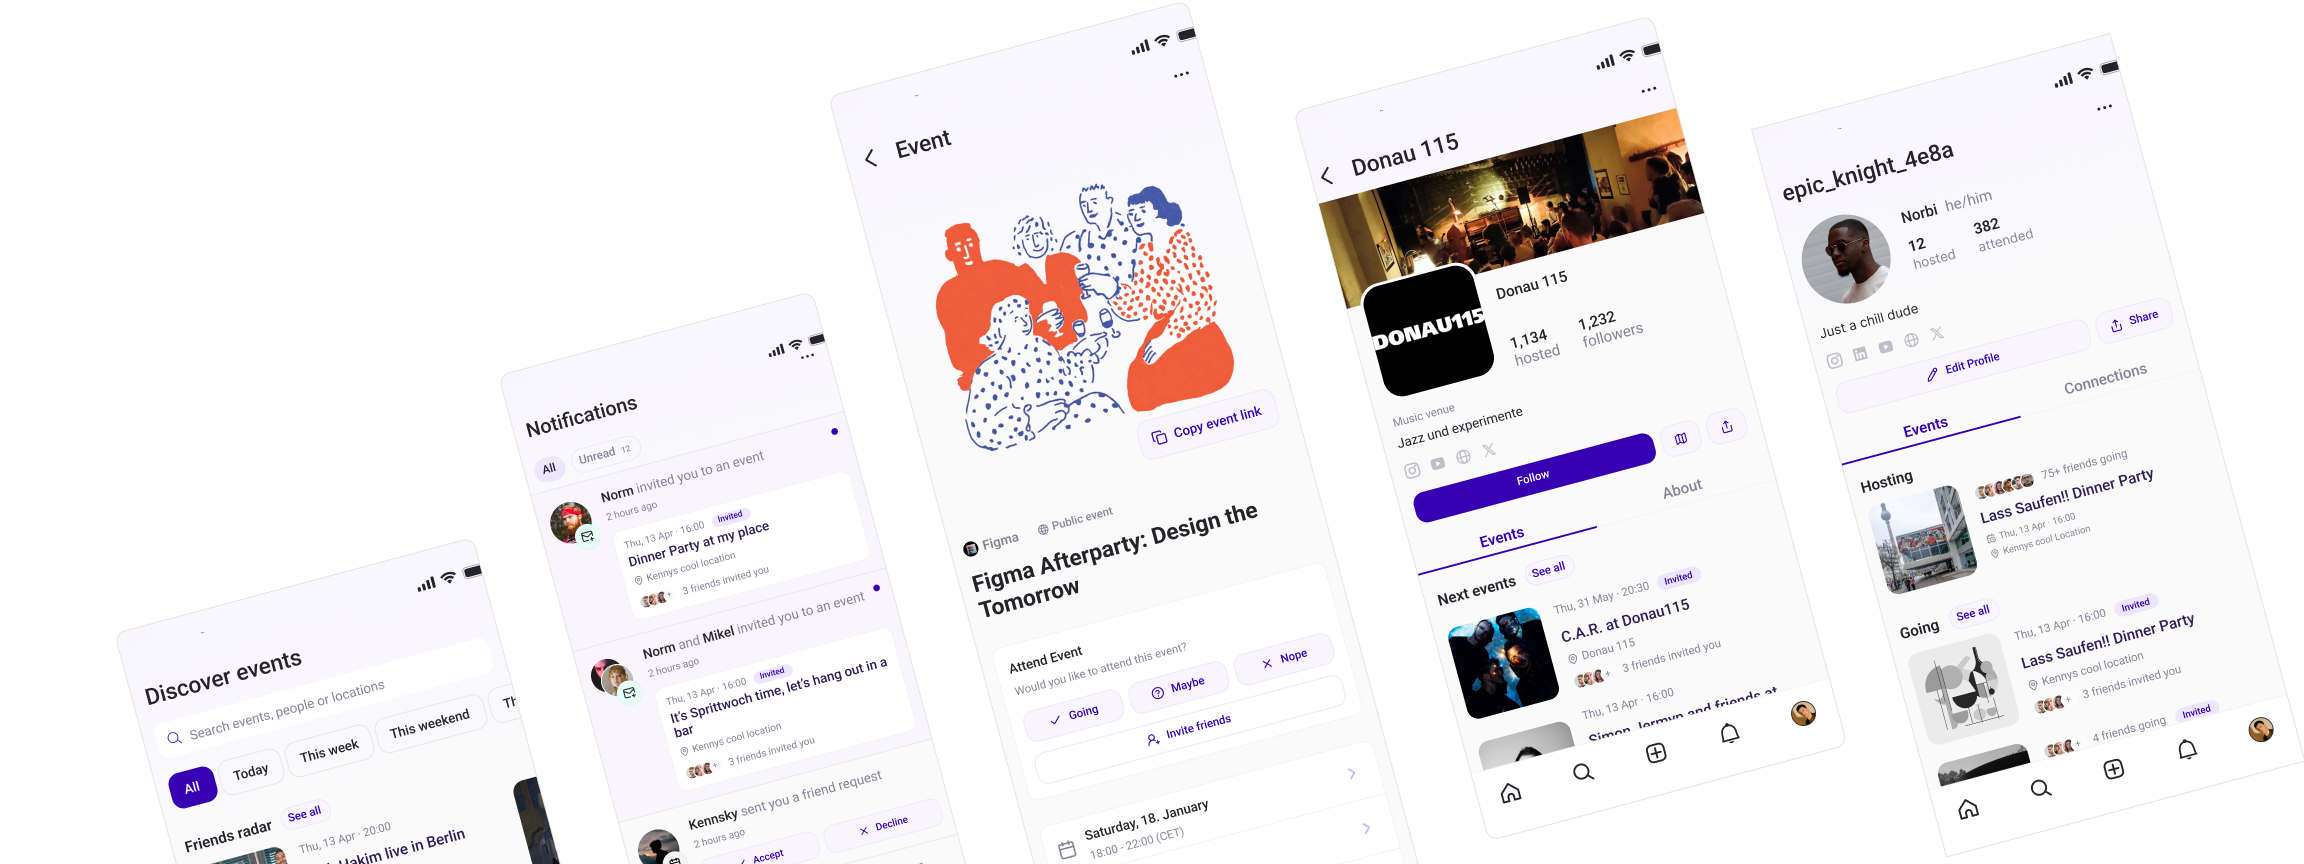 Discover events
Search events, people or locations
All
Today
This week
This weekend
Th
Friends radar
See all
Thu, 13 Apr · 20:00
Hakim live in Berlin
Notifications
All
Unread 12
Norm invited you to an event
2 hours ago
Thu, 13 Apr · 16:00
Invited
Dinner Party at my place
Kennys cool location
3 friends invited you
Norm and Mikel invited you to an event
2 hours ago
Thu, 13 Apr · 16:00
Invited
It's Sprittwoch time, let's hang out in a
bar
Kennys cool location
3 friends invited you
Kennsky sent you a friend request
2 hours ago
Accept
Decline
Event
Copy event link
Figma
Public event
Figma Afterparty: Design the
Tomorrow
Attend Event
Would you like to attend this event?
Going
Maybe
Nope
Invite friends
Saturday, 18. January
18:00 - 22:00 (CET)
Donau 115
DONAU115
Donau 115
1,134
hosted
1,232
followers
Music venue
Jazz und experimente
Follow
Events
About
Next events
See all
Thu, 31 May · 20:30
Invited
C.A.R. at Donau115
Donau 115
3 friends invited you
Thu, 13 Apr · 16:00
Simon Jermyn and friends at
epic_knight_4e8a
Norbi he/him
12
hosted
382
attended
Just a chill dude
Edit Profile
Share
Events
Connections
Hosting
75+ friends going
Lass Saufen!! Dinner Party
Thu, 13 Apr · 16:00
Kennys cool Location
Going
See all
Thu, 13 Apr · 16:00
Invited
Lass Saufen!! Dinner Party
Kennys cool location
3 friends invited you
4 friends going
Invited